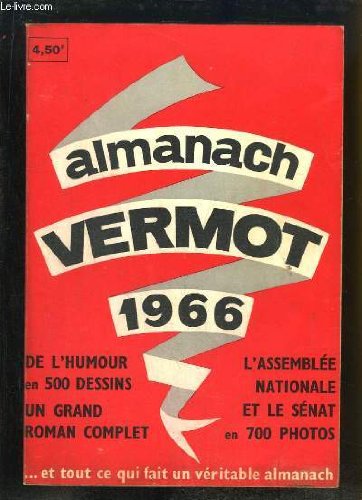 LE-LIVRE.COM
4,50F
almanach
VERMOT
1966
DE L'HUMOUR
en 500 DESSINS
UN GRAND
ROMAN COMPLET
L'ASSEMBLÉE
NATIONALE
ET LE SÉNAT
en 700 PHOTOS
... et tout ce qui fait un véritable almanach